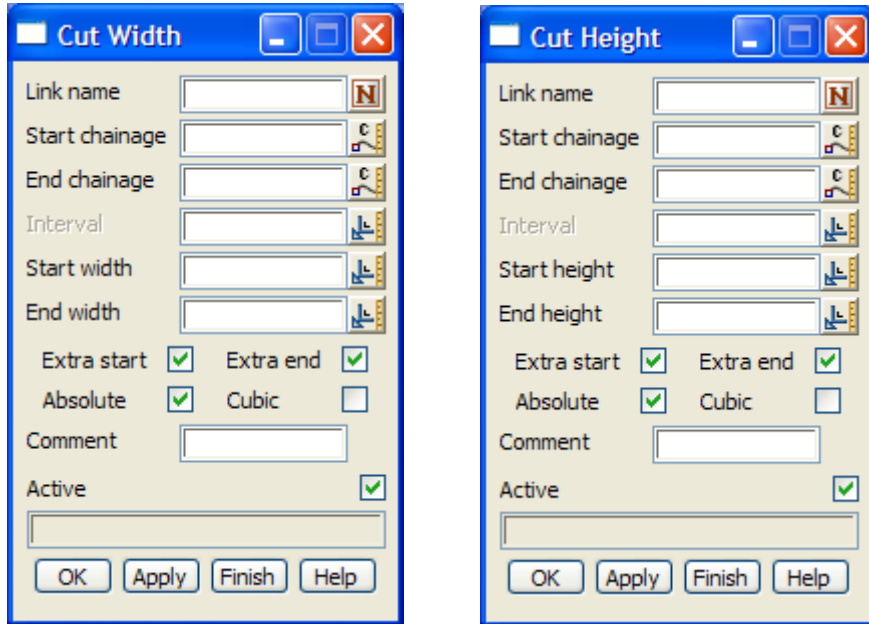 Cut Width
Link name
N
Start chainage
C
End chainage
C
Interval
Start width
End width
Extra start Extra end
Absolute Cubic
Comment
Active
OK Apply Finish Help
Cut Height
Link name
N
Start chainage
C
End chainage
C
Interval
Start height
End height
Extra start Extra end
Absolute Cubic
Comment
Active
OK Apply Finish Help